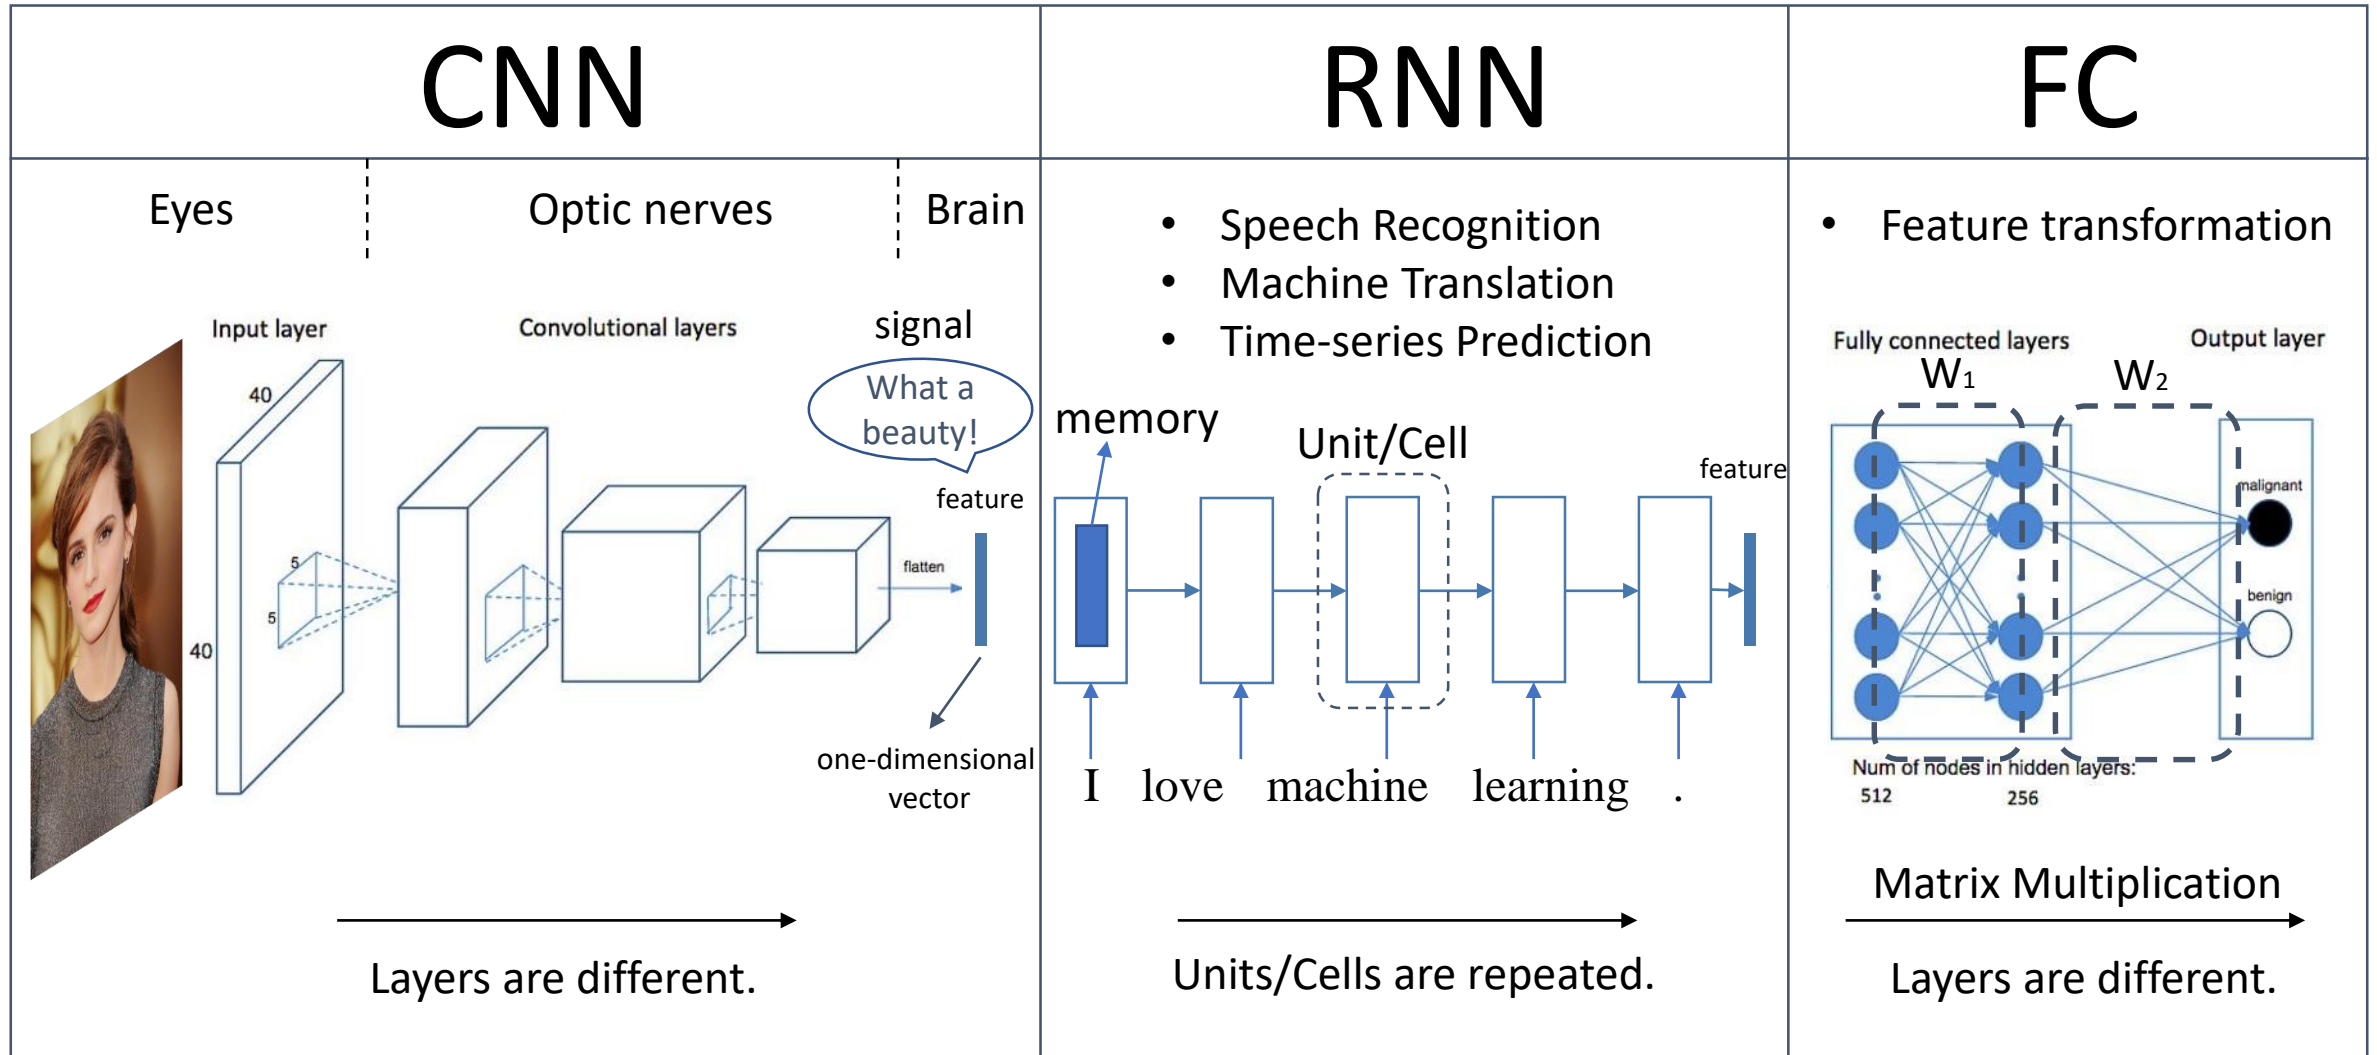 CNN
RNN
FC
Eyes
Optic nerves
Brain
Input layer
Convolutional layers
signal
What a
beauty!
40
40
5
5
flatten
feature
one-dimensional
vector
Layers are different.
• Speech Recognition
• Machine Translation
• Time-series Prediction
memory
Unit/Cell
feature
I love machine learning .
Units/Cells are repeated.
• Feature transformation
Fully connected layers
Output layer
W1
W2
malignant
benign
Num of nodes in hidden layers:
512 256
Matrix Multiplication
Layers are different.